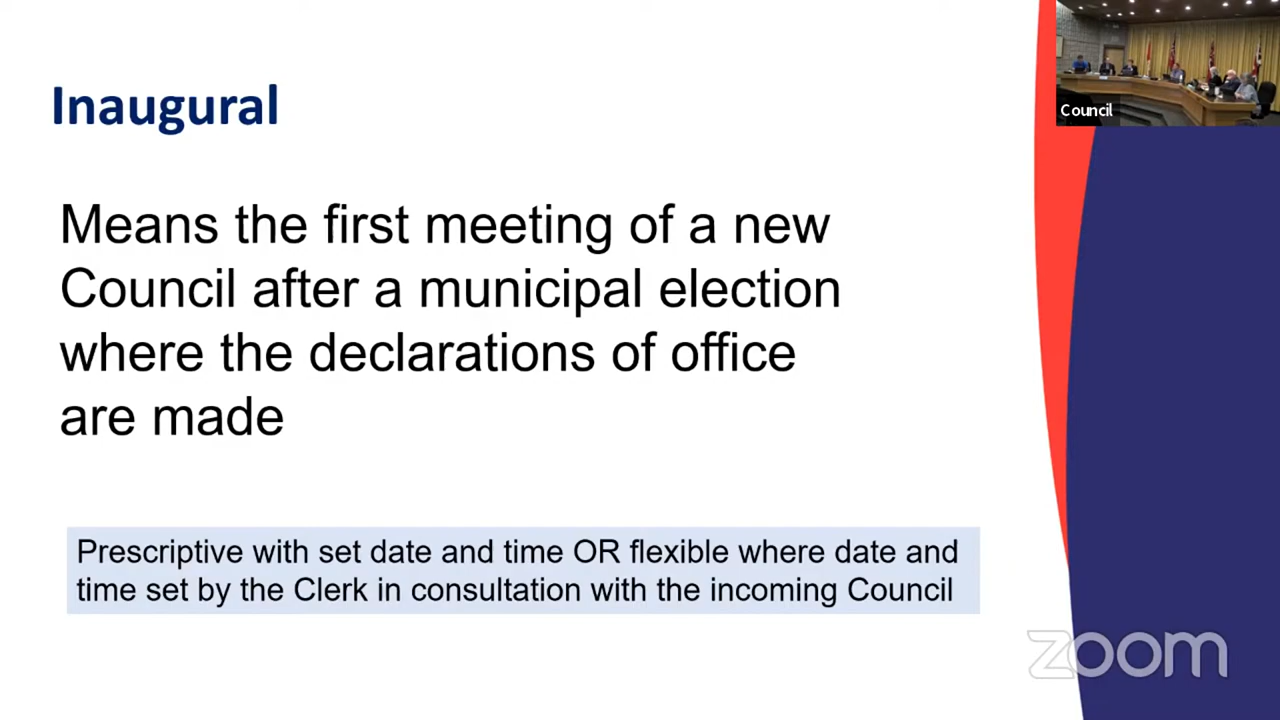 Council
Inaugural
Means the first meeting of a new
Council after a municipal election
where the declarations of office
are made
Prescriptive with set date and time OR flexible where date and
time set by the Clerk in consultation with the incoming Council
zoom